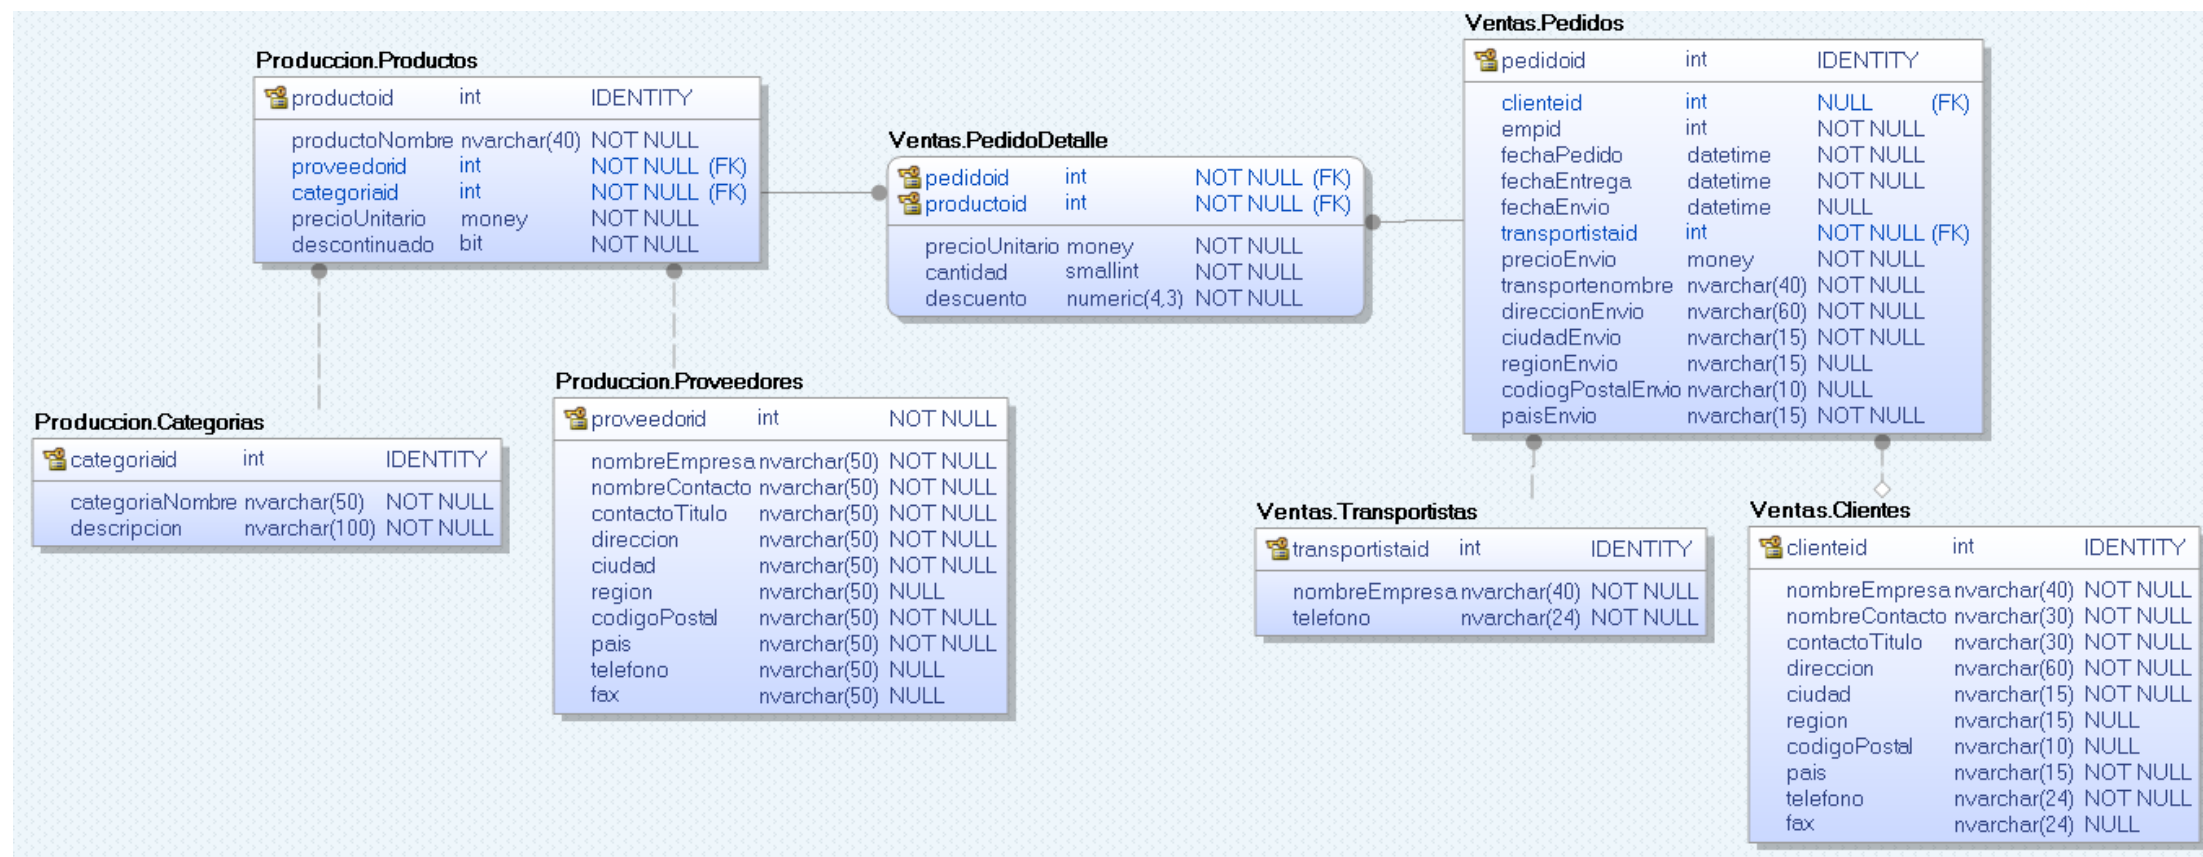 Produccion.Productos
productoid int IDENTITY
productoNombre nvarchar(40) NOT NULL
proveedorid int NOT NULL (FK)
categoriaid int NOT NULL (FK)
precioUnitario money NOT NULL
descontinuado bit NOT NULL
Ventas.PedidoDetalle
pedidoid int NOT NULL (FK)
productoid int NOT NULL (FK)
precioUnitario money NOT NULL
cantidad smallint NOT NULL
descuento numeric(4,3) NOT NULL
Ventas.Pedidos
pedidoid int IDENTITY
clienteid int NULL (FK)
empid int NOT NULL
fechaPedido datetime NOT NULL
fechaEntrega datetime NOT NULL
fechaEnvio datetime NULL
transportistaid int NOT NULL (FK)
precioEnvio money NOT NULL
transportenombre nvarchar(40) NOT NULL
direccionEnvio nvarchar(60) NOT NULL
ciudadEnvio nvarchar(15) NOT NULL
regionEnvio nvarchar(15) NULL
codiogPostalEnvio nvarchar(10) NULL
paisEnvio nvarchar(15) NOT NULL
Produccion.Categorias
categoriaid int IDENTITY
categoriaNombre nvarchar(50) NOT NULL
descripcion nvarchar(100) NOT NULL
Produccion.Proveedores
proveedorid int NOT NULL
nombreEmpresa nvarchar(50) NOT NULL
nombreContacto nvarchar(50) NOT NULL
contactoTitulo nvarchar(50) NOT NULL
direccion nvarchar(50) NOT NULL
ciudad nvarchar(50) NOT NULL
region nvarchar(50) NULL
codigoPostal nvarchar(50) NOT NULL
pais nvarchar(50) NOT NULL
telefono nvarchar(50) NULL
fax nvarchar(50) NULL
Ventas.Transportistas
transportistaid int IDENTITY
nombreEmpresa nvarchar(40) NOT NULL
telefono nvarchar(24) NOT NULL
Ventas.Clientes
clienteid int IDENTITY
nombreEmpresa nvarchar(40) NOT NULL
nombreContacto nvarchar(30) NOT NULL
contactoTitulo nvarchar(30) NOT NULL
direccion nvarchar(60) NOT NULL
ciudad nvarchar(15) NOT NULL
region nvarchar(15) NULL
codigoPostal nvarchar(10) NULL
pais nvarchar(15) NOT NULL
telefono nvarchar(24) NOT NULL
fax nvarchar(24) NULL